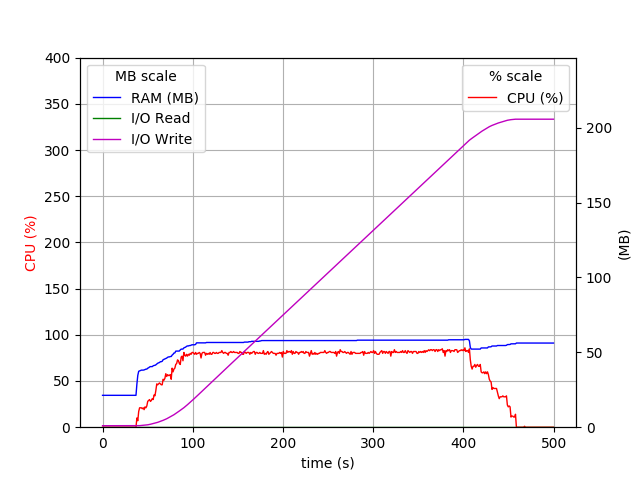 MB scale
RAM (MB)
I/O Read
I/O Write
% scale
CPU (%)
400
350
300
250
200
150
100
50
0
CPU (%)
200
150
100
50
0
(MB)
0 100 200 300 400 500
time (s)